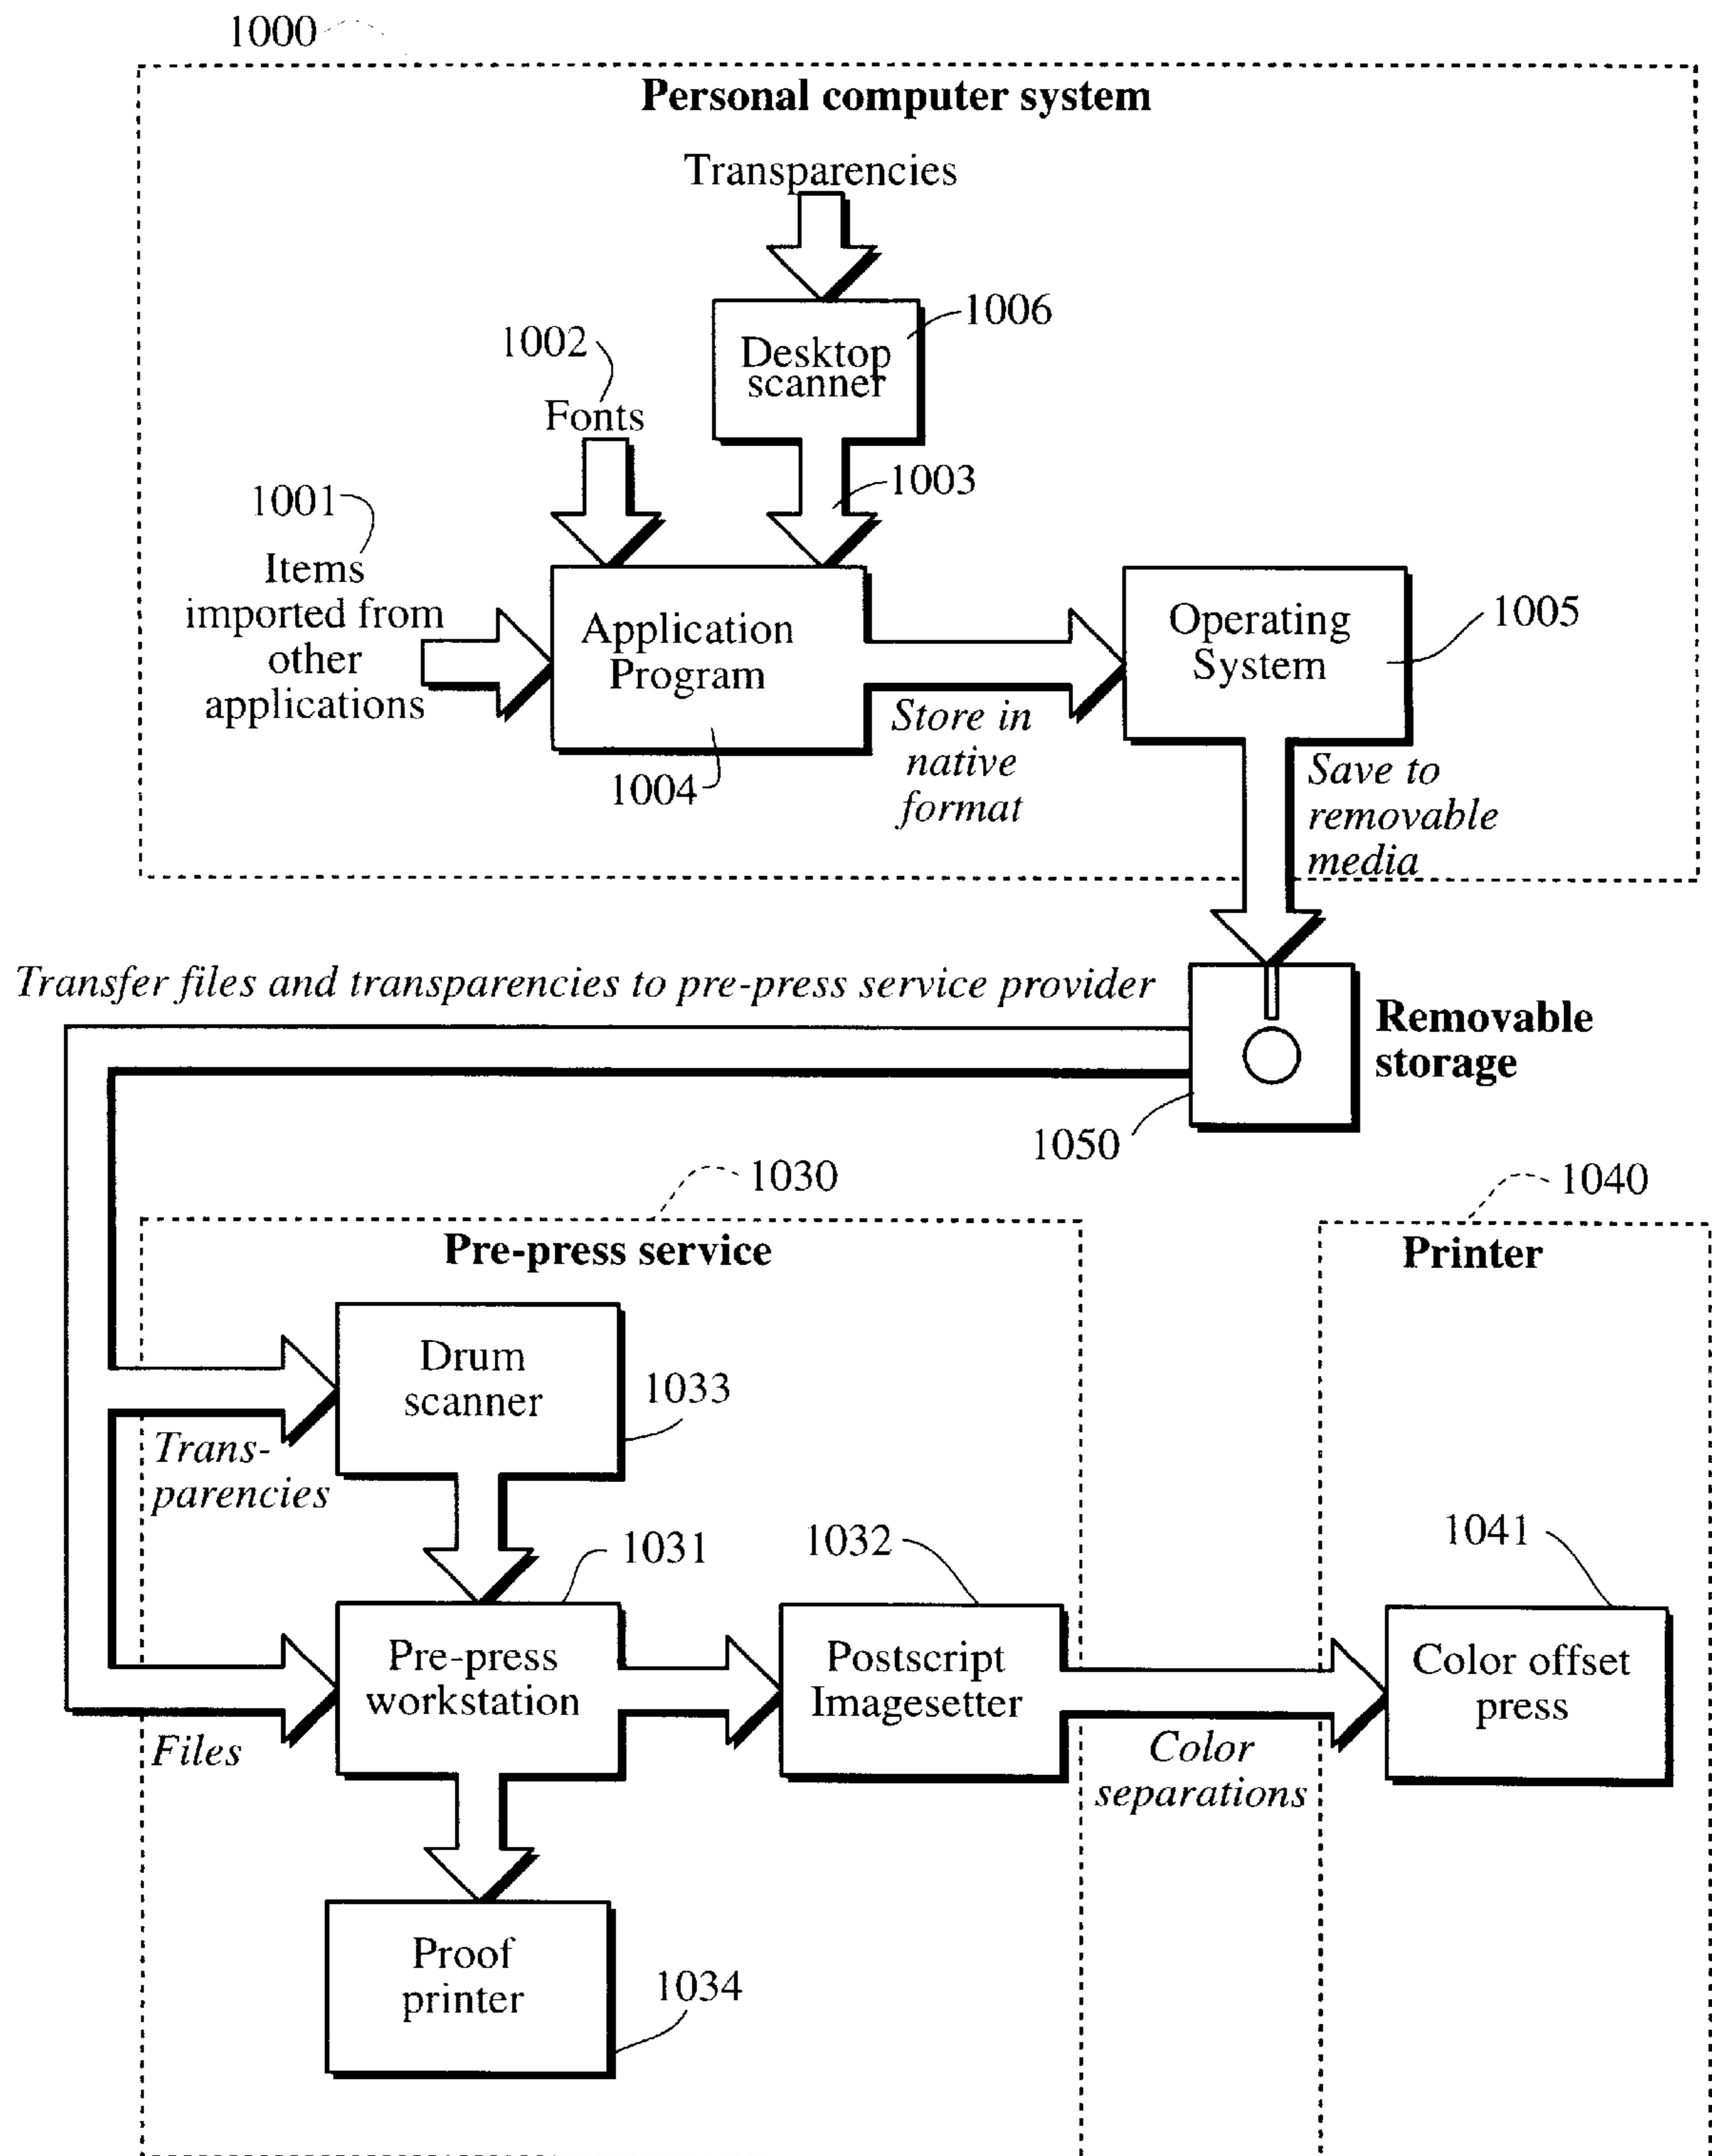 1000
Personal computer system
Transparencies
1006
Desktop
scanner
1002
Fonts
1003
1001
Items
imported from
other
applications
Application
Program
1004
Store in
native
format
Operating
System
1005
Save to
removable
media
Transfer files and transparencies to pre-press service provider
Removable
storage
1050
1030
1040
Pre-press service
Printer
Drum
scanner
1033
Trans-
parencies
1031
1032
1041
Pre-press
workstation
Postscript
Imagesetter
Color offset
press
Files
Color
separations
Proof
printer
1034